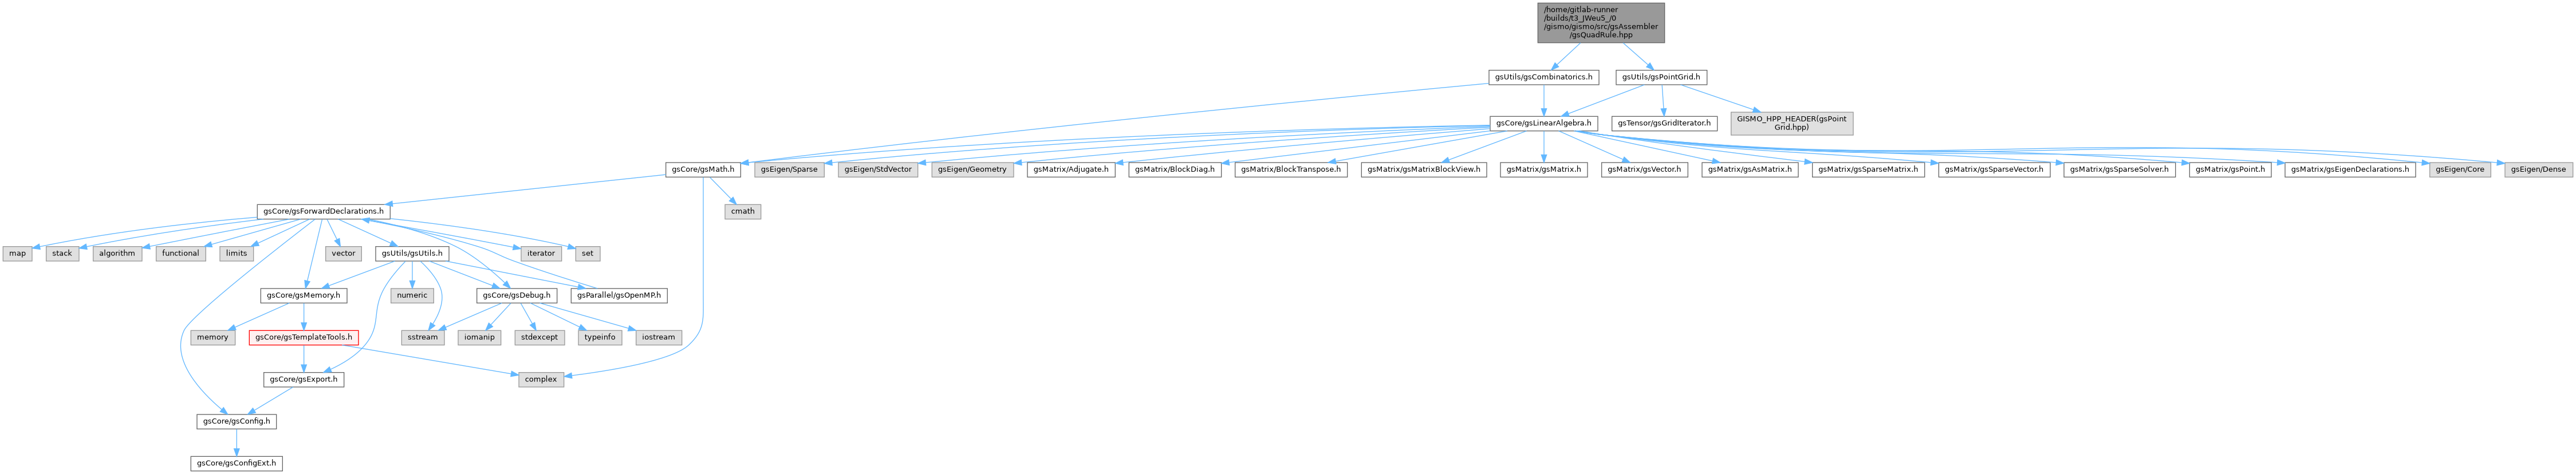 /home/gitlab-runner
/builds/t3_JWeu5_/0
/gismo/gismo/src/gsAssembler
/gsQuadRule.hpp
gsUtils/gsCombinatorics.h
gsUtils/gsPointGrid.h
gsCore/gsLinearAlgebra.h
gsTensor/gsGridIterator.h
GISMO_HPP_HEADER(gsPoint
Grid.hpp)
gsCore/gsMath.h
gsEigen/Sparse
gsEigen/StdVector
gsEigen/Geometry
gsMatrix/Adjugate.h
gsMatrix/BlockDiag.h
gsMatrix/BlockTranspose.h
gsMatrix/gsMatrixBlockView.h
gsMatrix/gsMatrix.h
gsMatrix/gsVector.h
gsMatrix/gsAsMatrix.h
gsMatrix/gsSparseMatrix.h
gsMatrix/gsSparseVector.h
gsMatrix/gsSparseSolver.h
gsMatrix/gsPoint.h
gsMatrix/gsEigenDeclarations.h
gsEigen/Core
gsEigen/Dense
gsCore/gsForwardDeclarations.h
cmath
map
stack
algorithm
functional
limits
vector
gsUtils/gsUtils.h
iterator
set
gsCore/gsMemory.h
numeric
gsCore/gsDebug.h
gsParallel/gsOpenMP.h
memory
gsCore/gsTemplateTools.h
sstream
iomanip
stdexcept
typeinfo
iostream
gsCore/gsExport.h
complex
gsCore/gsConfig.h
gsCore/gsConfigExt.h